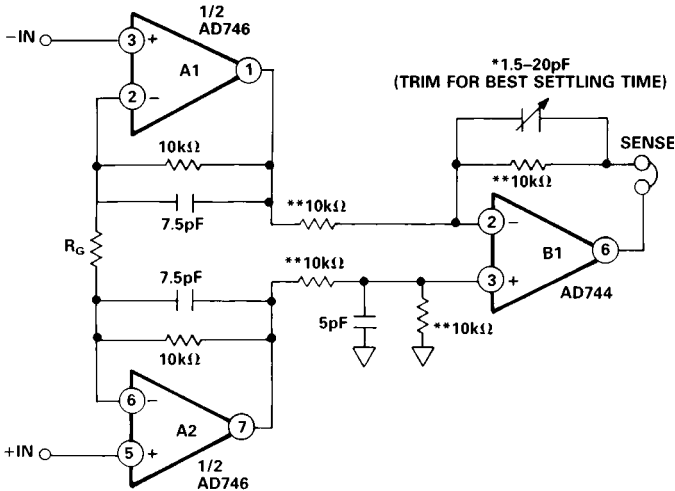 1/2
AD746
−IN
3
+
A1
1
2
−
*1.5–20pF
(TRIM FOR BEST SETTLING TIME)
10kΩ
SENSE
**10kΩ
7.5pF
**10kΩ
2
−
RG
B1
6
7.5pF
**10kΩ
3
+
AD744
5pF
**10kΩ
10kΩ
6
−
A2
7
+IN
5
+
1/2
AD746